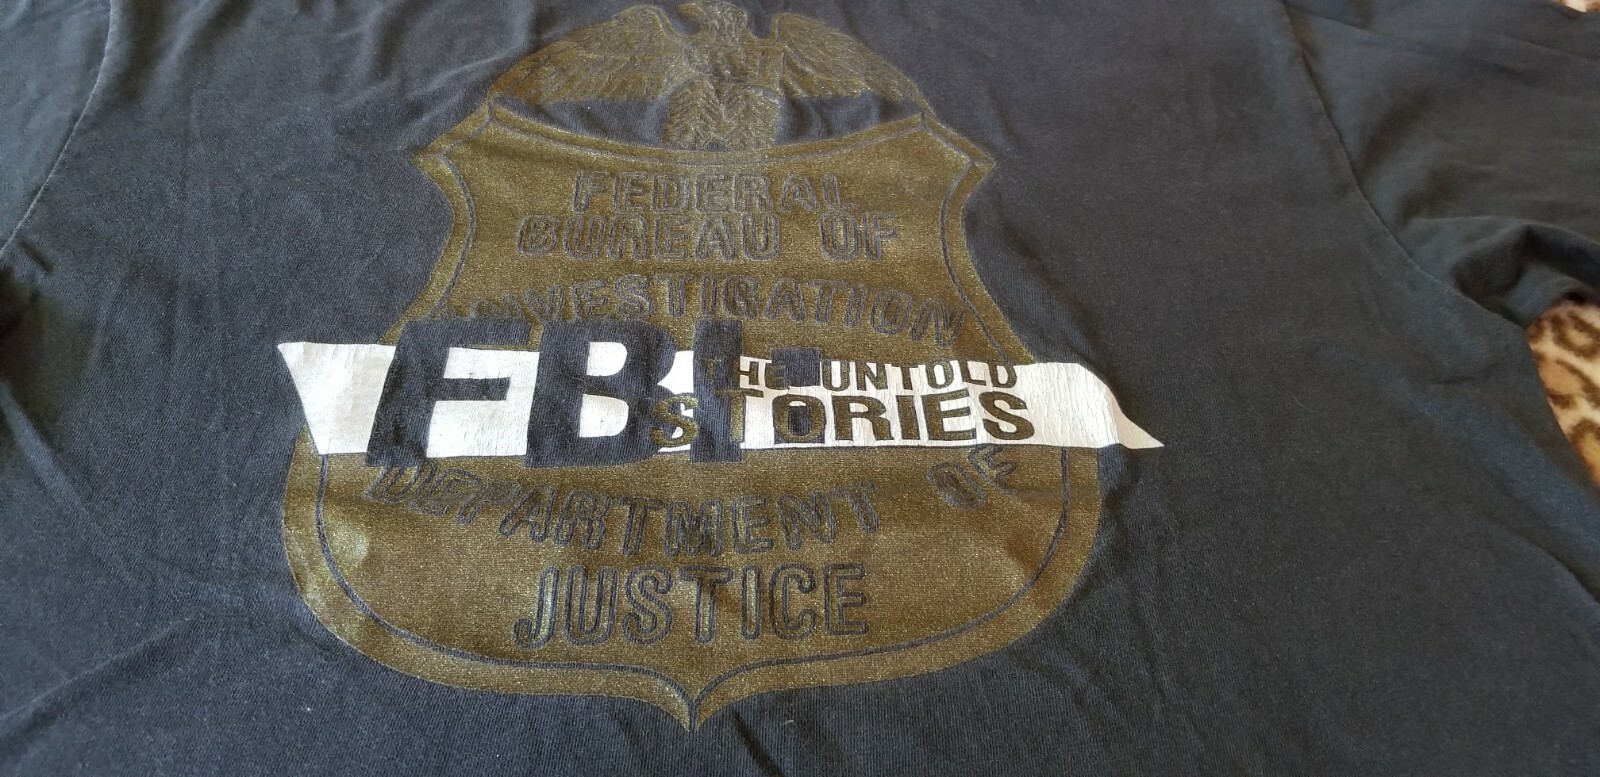 FEDERAL
BUREAU OF
INVESTIGATION
FBI: THE UNTOLD
STORIES
DEPARTMENT OF
JUSTICE